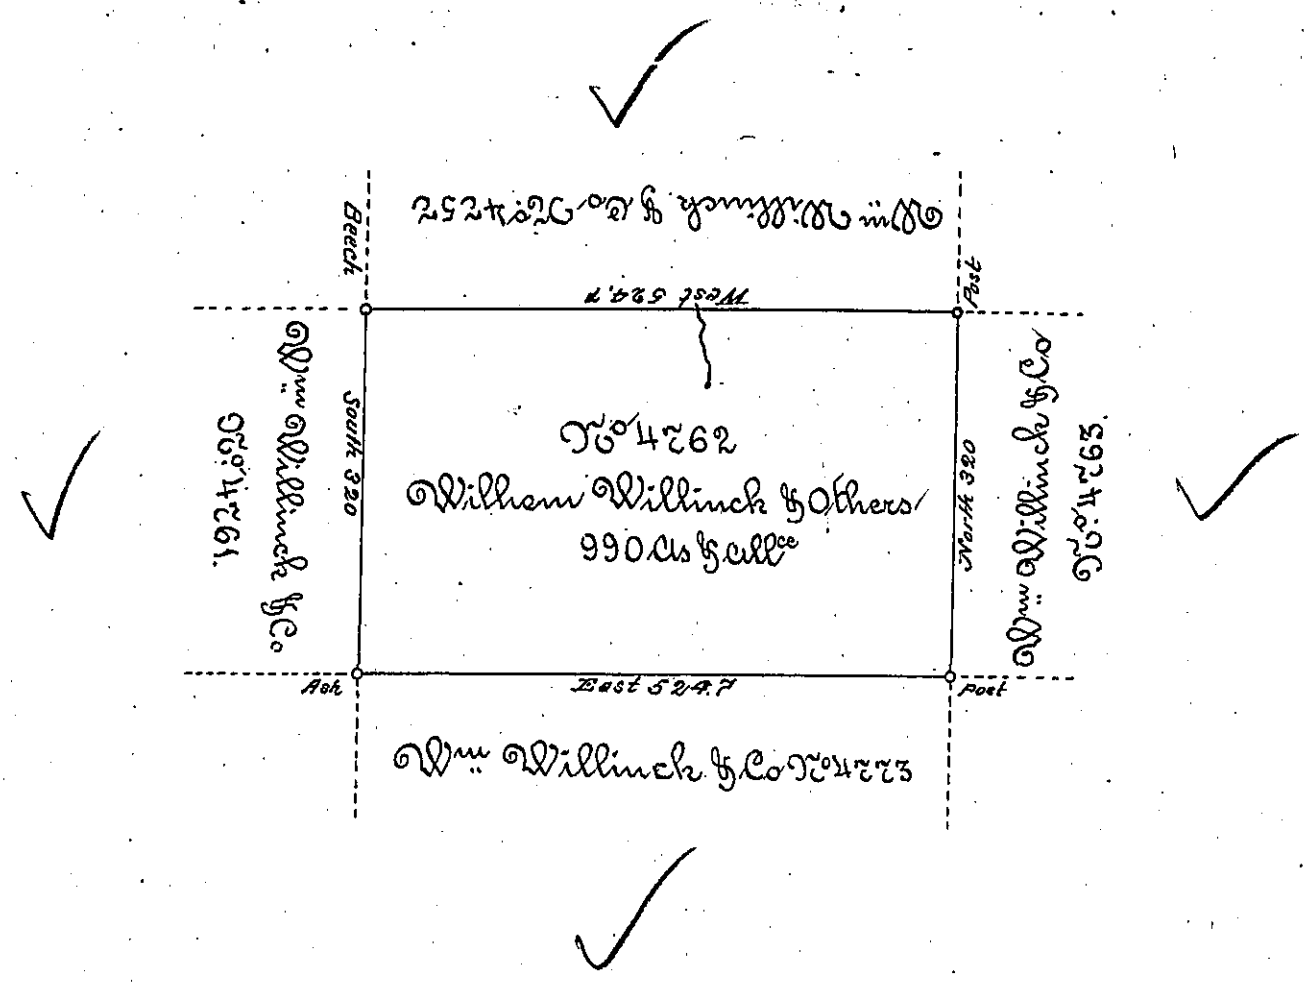 Wm Willinck & Co No. 4252
Beech
Post
West 524.7
Wm Willinck & Co
No. 4261.
South 320
No 4262
Wilhem Willinck & Others
990 as & allce
North 320
Wm Willinck & Co
No. 4263.
Ash
East 524.7
Post
Wm Willinck & Co No 4223